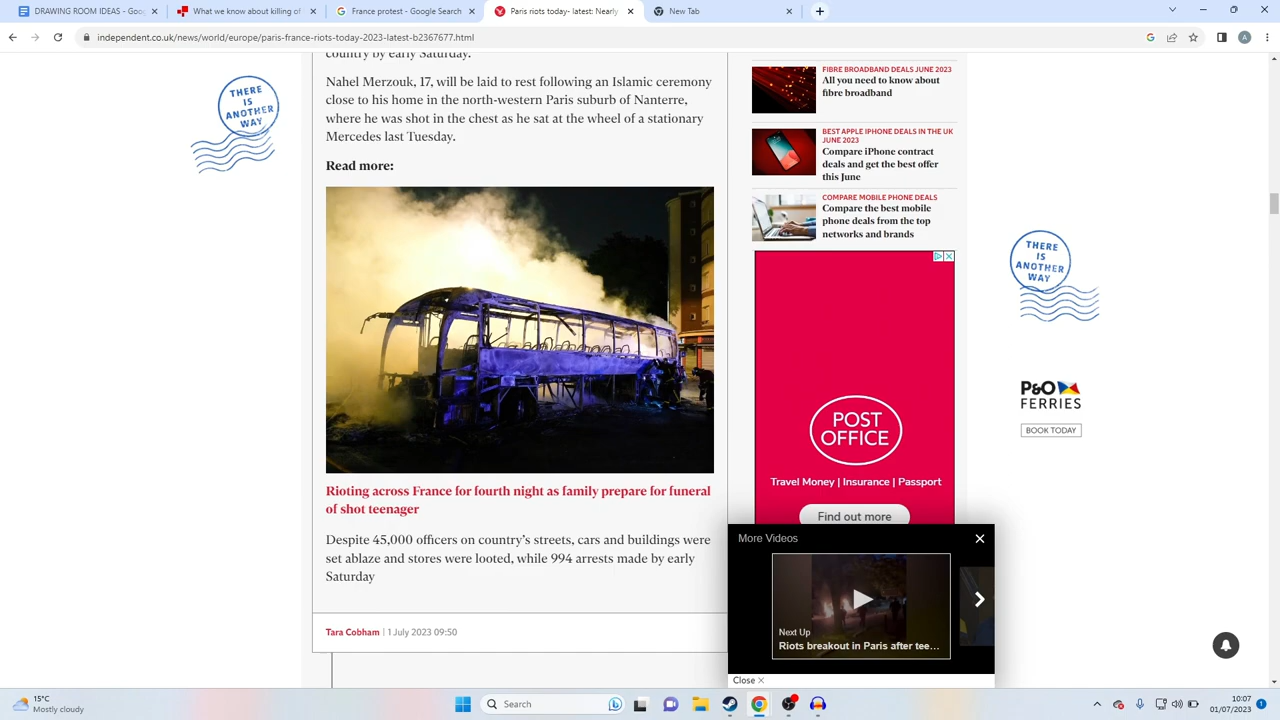 DRAWING ROOM IDEAS - Goog
What we know about killing of
France protest - Google Search
Paris riots today - latest: Nearly
New Tab
independent.co.uk/news/world/europe/paris-france-riots-today-2023-latest-b2367677.html
A
country by early Saturday.
Nahel Merzouk, 17, will be laid to rest following an Islamic ceremony
close to his home in the north-western Paris suburb of Nanterre,
where he was shot in the chest as he sat at the wheel of a stationary
Mercedes last Tuesday.
Read more:
Rioting across France for fourth night as family prepare for funeral
of shot teenager
Despite 45,000 officers on country’s streets, cars and buildings were
set ablaze and stores were looted, while 994 arrests made by early
Saturday
Tara Cobham | 1 July 2023 09:50
THERE
IS
ANOTHER
WAY
FIBRE BROADBAND DEALS JUNE 2023
All you need to know about
fibre broadband
BEST APPLE IPHONE DEALS IN THE UK
JUNE 2023
Compare iPhone contract
deals and get the best offer
this June
COMPARE MOBILE PHONE DEALS
Compare the best mobile
phone deals from the top
networks and brands
POST
OFFICE
Travel Money | Insurance | Passport
Find out more
More Videos
Next Up
Riots breakout in Paris after tee...
Close
THERE
IS
ANOTHER
WAY
P&O
FERRIES
BOOK TODAY
15°C
Mostly cloudy
Search
10:07
01/07/2023